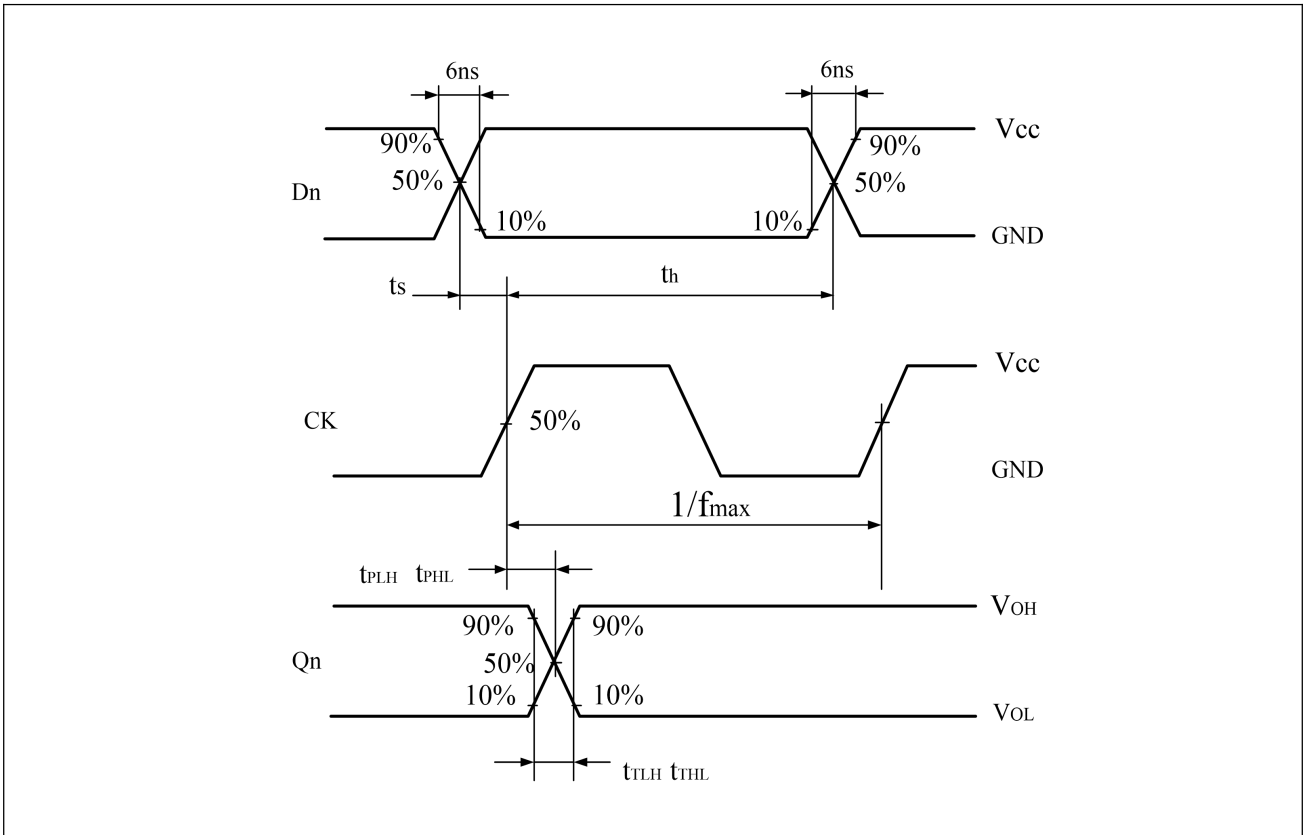 6ns 6ns
Vcc
90% 90%
50% 50%
Dn
10% 10%
GND
ts th
Vcc
CK 50%
GND
1/fmax
tPLH tPHL
VOH
90% 90%
Qn 50%
10% 10%
VOL
tTLH tTHL